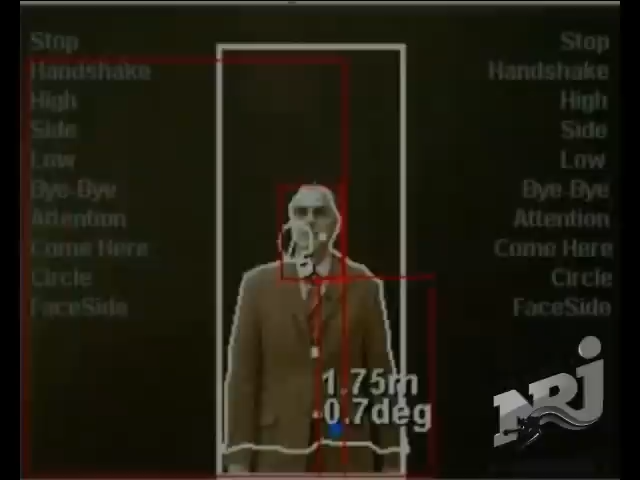 Stop Stop
Handshake Handshake
High High
Side Side
Low Low
Bye-Bye Bye-Bye
Attention Attention
Come Here Come Here
Circle Circle
FaceSide FaceSide
1.75m
-0.7deg
NRJ